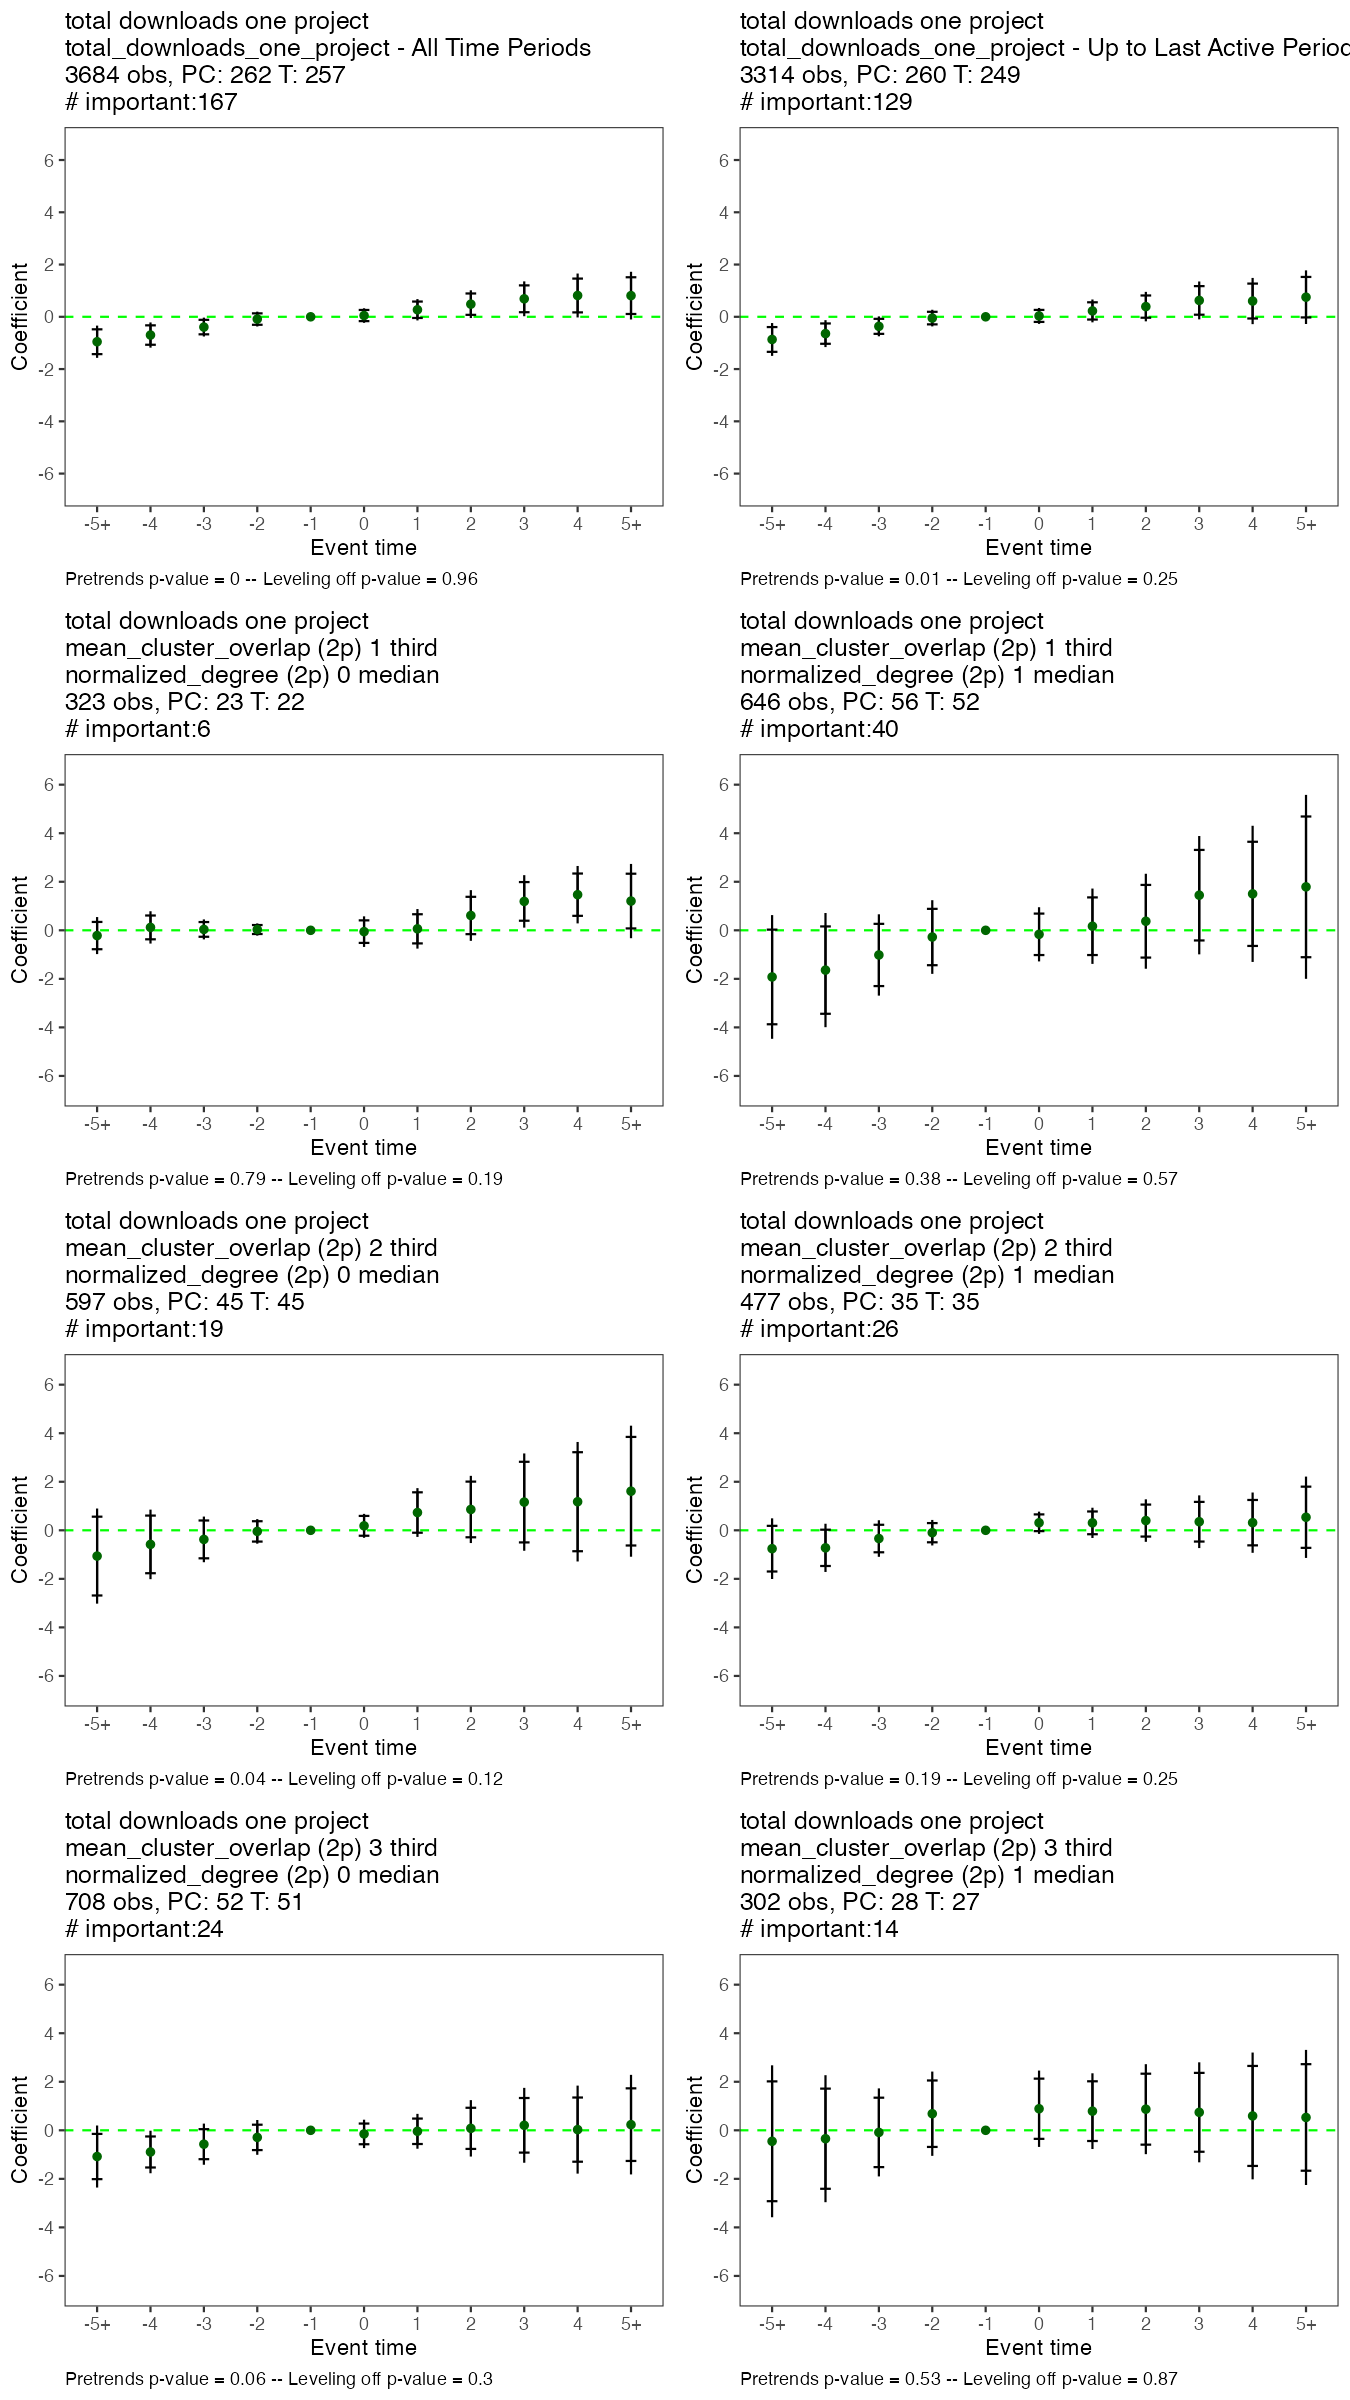 total downloads one project
total_downloads_one_project - All Time Periods
3684 obs, PC: 262 T: 257
# important:167
6
4
2
0
-2
-4
-6
Coefficient
-5+ -4 -3 -2 -1 0 1 2 3 4 5+
Event time
Pretrends p-value = 0 -- Leveling off p-value = 0.96
total downloads one project
total_downloads_one_project - Up to Last Active Period
3314 obs, PC: 260 T: 249
# important:129
6
4
2
0
-2
-4
-6
Coefficient
-5+ -4 -3 -2 -1 0 1 2 3 4 5+
Event time
Pretrends p-value = 0.01 -- Leveling off p-value = 0.25
total downloads one project
mean_cluster_overlap (2p) 1 third
normalized_degree (2p) 0 median
323 obs, PC: 23 T: 22
# important:6
6
4
2
0
-2
-4
-6
Coefficient
-5+ -4 -3 -2 -1 0 1 2 3 4 5+
Event time
Pretrends p-value = 0.79 -- Leveling off p-value = 0.19
total downloads one project
mean_cluster_overlap (2p) 1 third
normalized_degree (2p) 1 median
646 obs, PC: 56 T: 52
# important:40
6
4
2
0
-2
-4
-6
Coefficient
-5+ -4 -3 -2 -1 0 1 2 3 4 5+
Event time
Pretrends p-value = 0.38 -- Leveling off p-value = 0.57
total downloads one project
mean_cluster_overlap (2p) 2 third
normalized_degree (2p) 0 median
597 obs, PC: 45 T: 45
# important:19
6
4
2
0
-2
-4
-6
Coefficient
-5+ -4 -3 -2 -1 0 1 2 3 4 5+
Event time
Pretrends p-value = 0.04 -- Leveling off p-value = 0.12
total downloads one project
mean_cluster_overlap (2p) 2 third
normalized_degree (2p) 1 median
477 obs, PC: 35 T: 35
# important:26
6
4
2
0
-2
-4
-6
Coefficient
-5+ -4 -3 -2 -1 0 1 2 3 4 5+
Event time
Pretrends p-value = 0.19 -- Leveling off p-value = 0.25
total downloads one project
mean_cluster_overlap (2p) 3 third
normalized_degree (2p) 0 median
708 obs, PC: 52 T: 51
# important:24
6
4
2
0
-2
-4
-6
Coefficient
-5+ -4 -3 -2 -1 0 1 2 3 4 5+
Event time
Pretrends p-value = 0.06 -- Leveling off p-value = 0.3
total downloads one project
mean_cluster_overlap (2p) 3 third
normalized_degree (2p) 1 median
302 obs, PC: 28 T: 27
# important:14
6
4
2
0
-2
-4
-6
Coefficient
-5+ -4 -3 -2 -1 0 1 2 3 4 5+
Event time
Pretrends p-value = 0.53 -- Leveling off p-value = 0.87